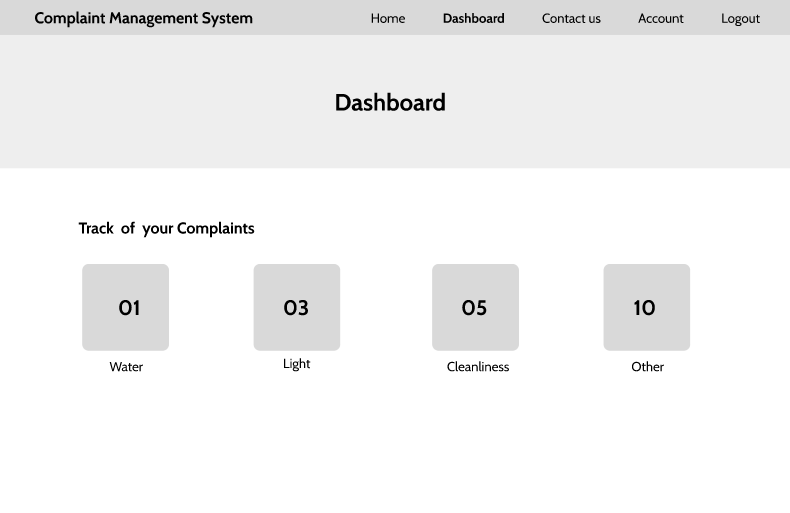 Complaint Management System Home Dashboard Contact us Account Logout
Dashboard
Track of your Complaints
01 03 05 10
Water Light Cleanliness Other